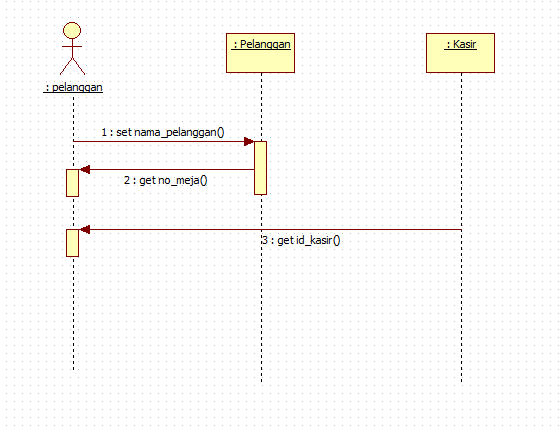 : Pelanggan
: Kasir
: pelanggan
1 : set nama_pelanggan()
2 : get no_meja()
3 : get id_kasir()